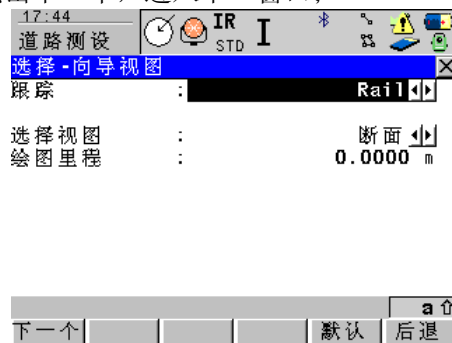 17:44
道路测设
IR
STD
I
选择-向导视图
跟踪 : Rail
选择视图 : 断面
绘图里程 : 0.0000 m
a
下一个 默认 后退